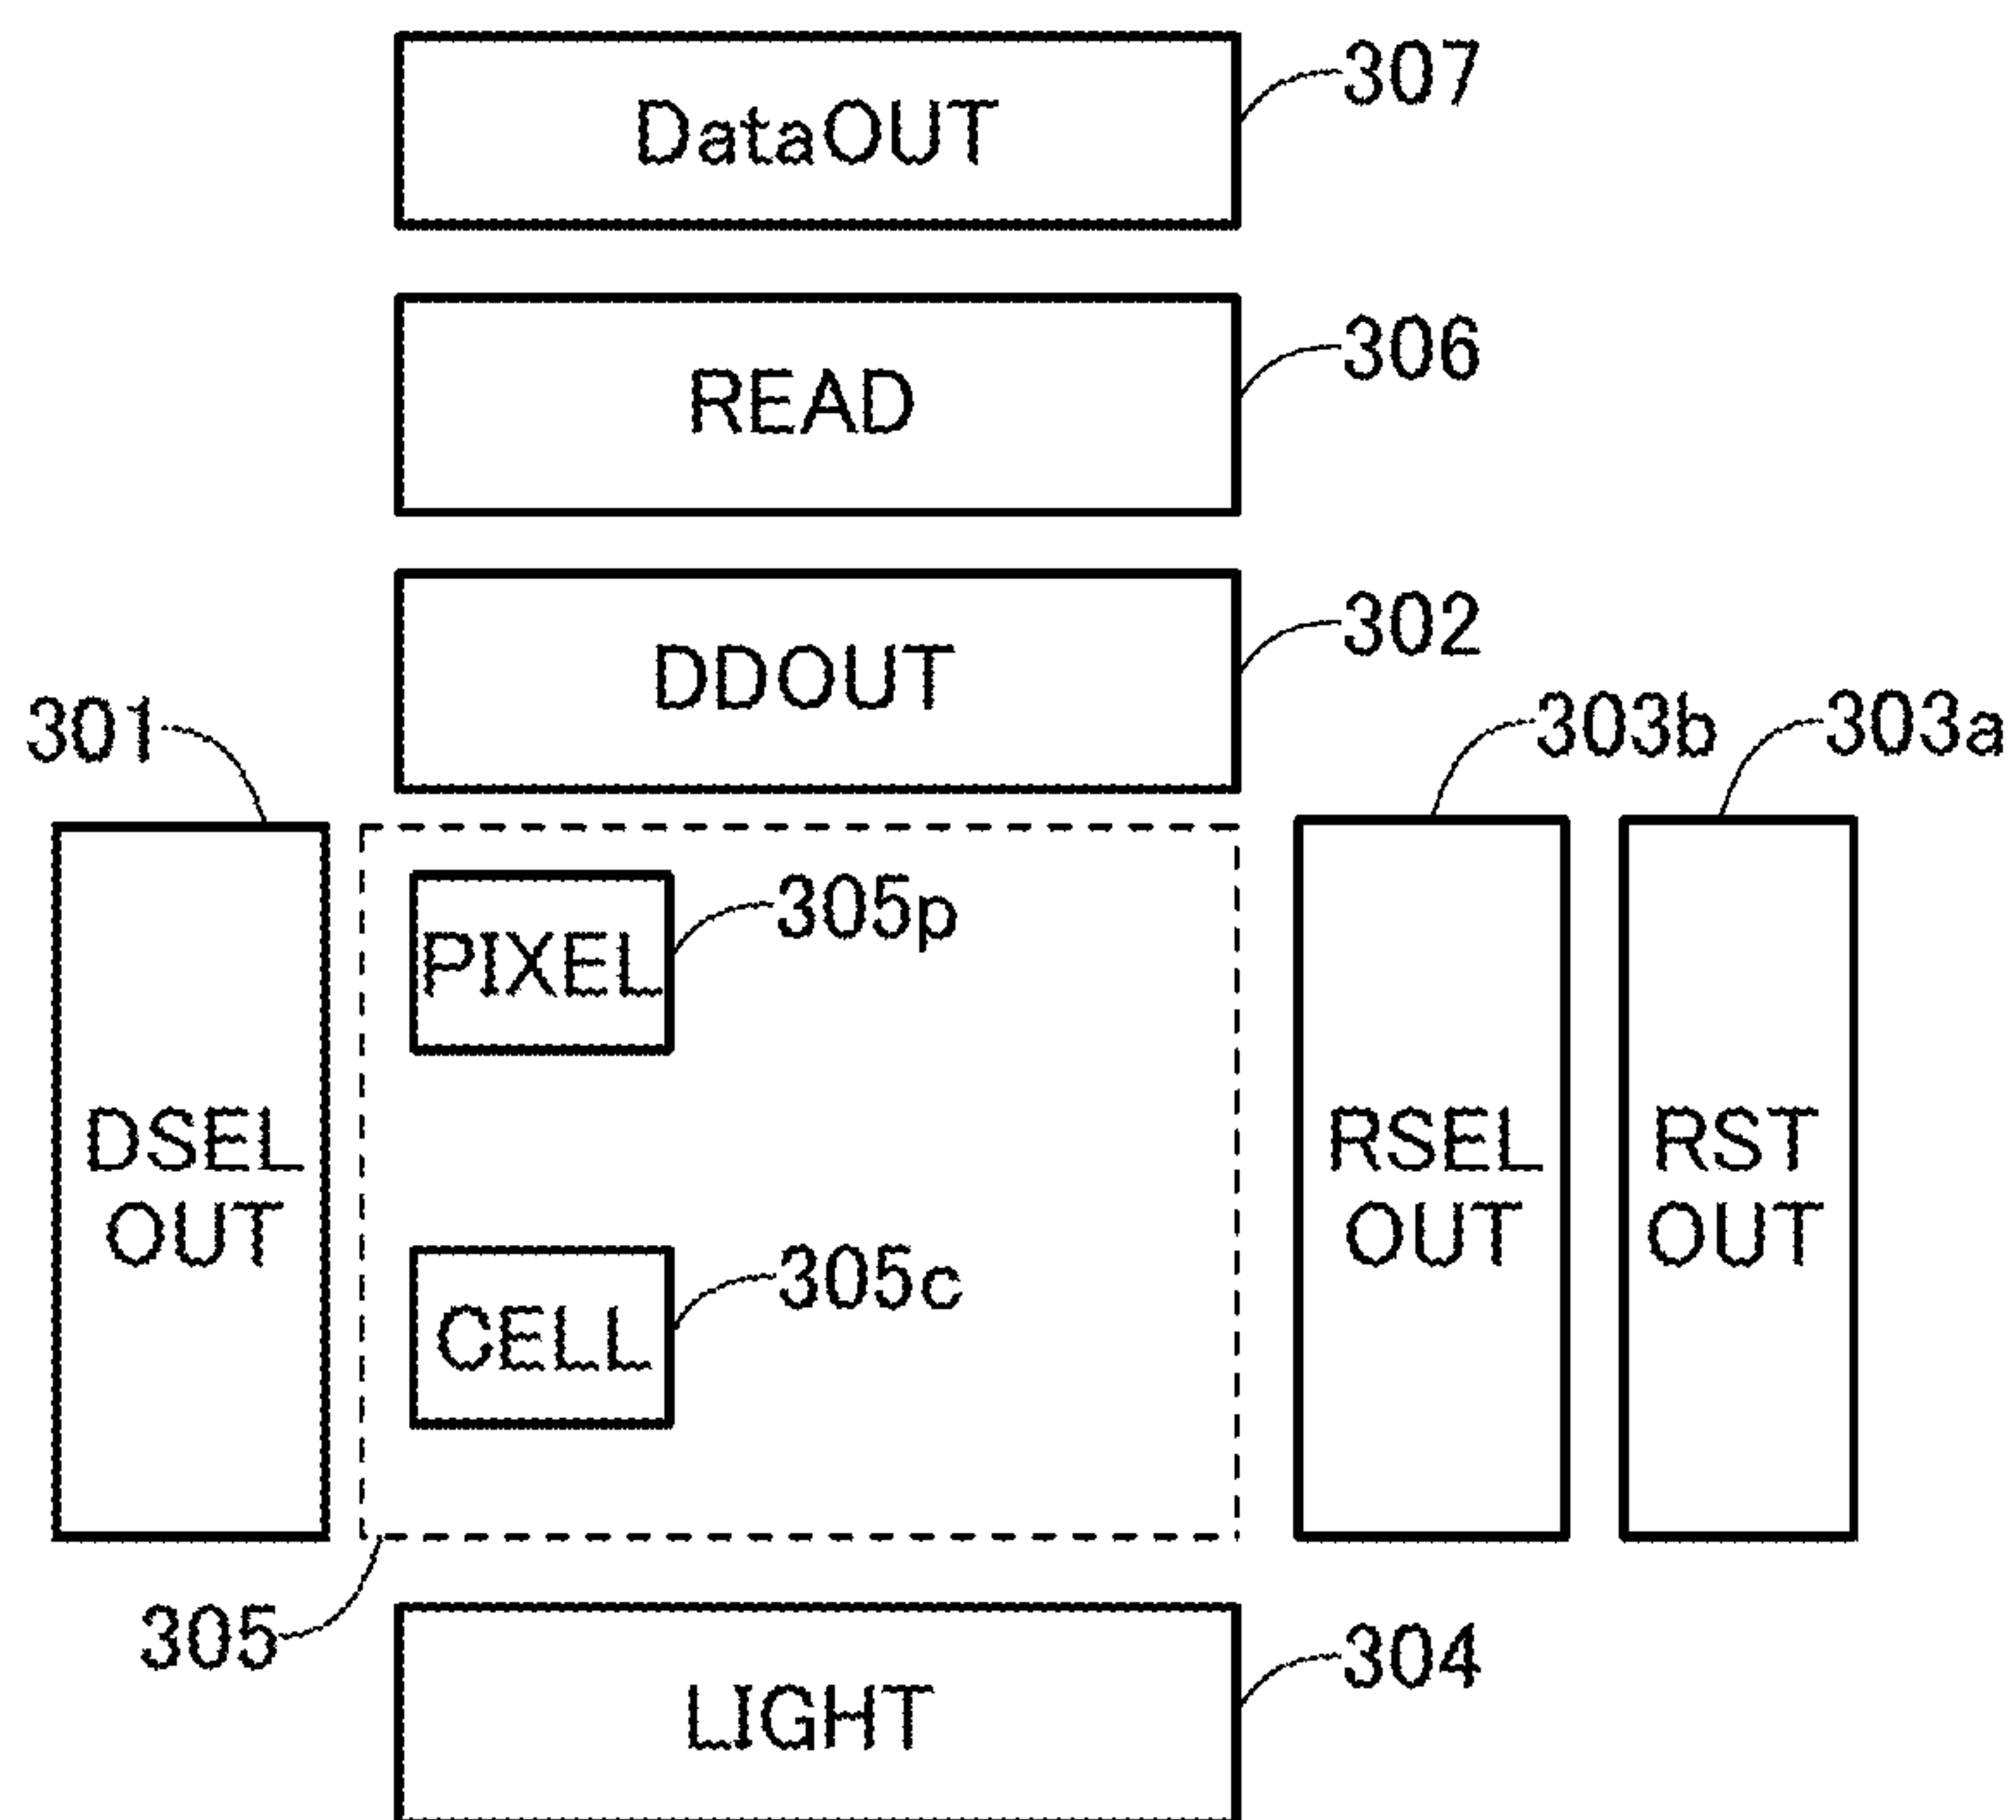 DataOUT
307
READ
306
DDOUT
302
301
303b
303a
PIXEL
305p
DSEL
OUT
RSEL
OUT
RST
OUT
CELL
305c
305
LIGHT
304